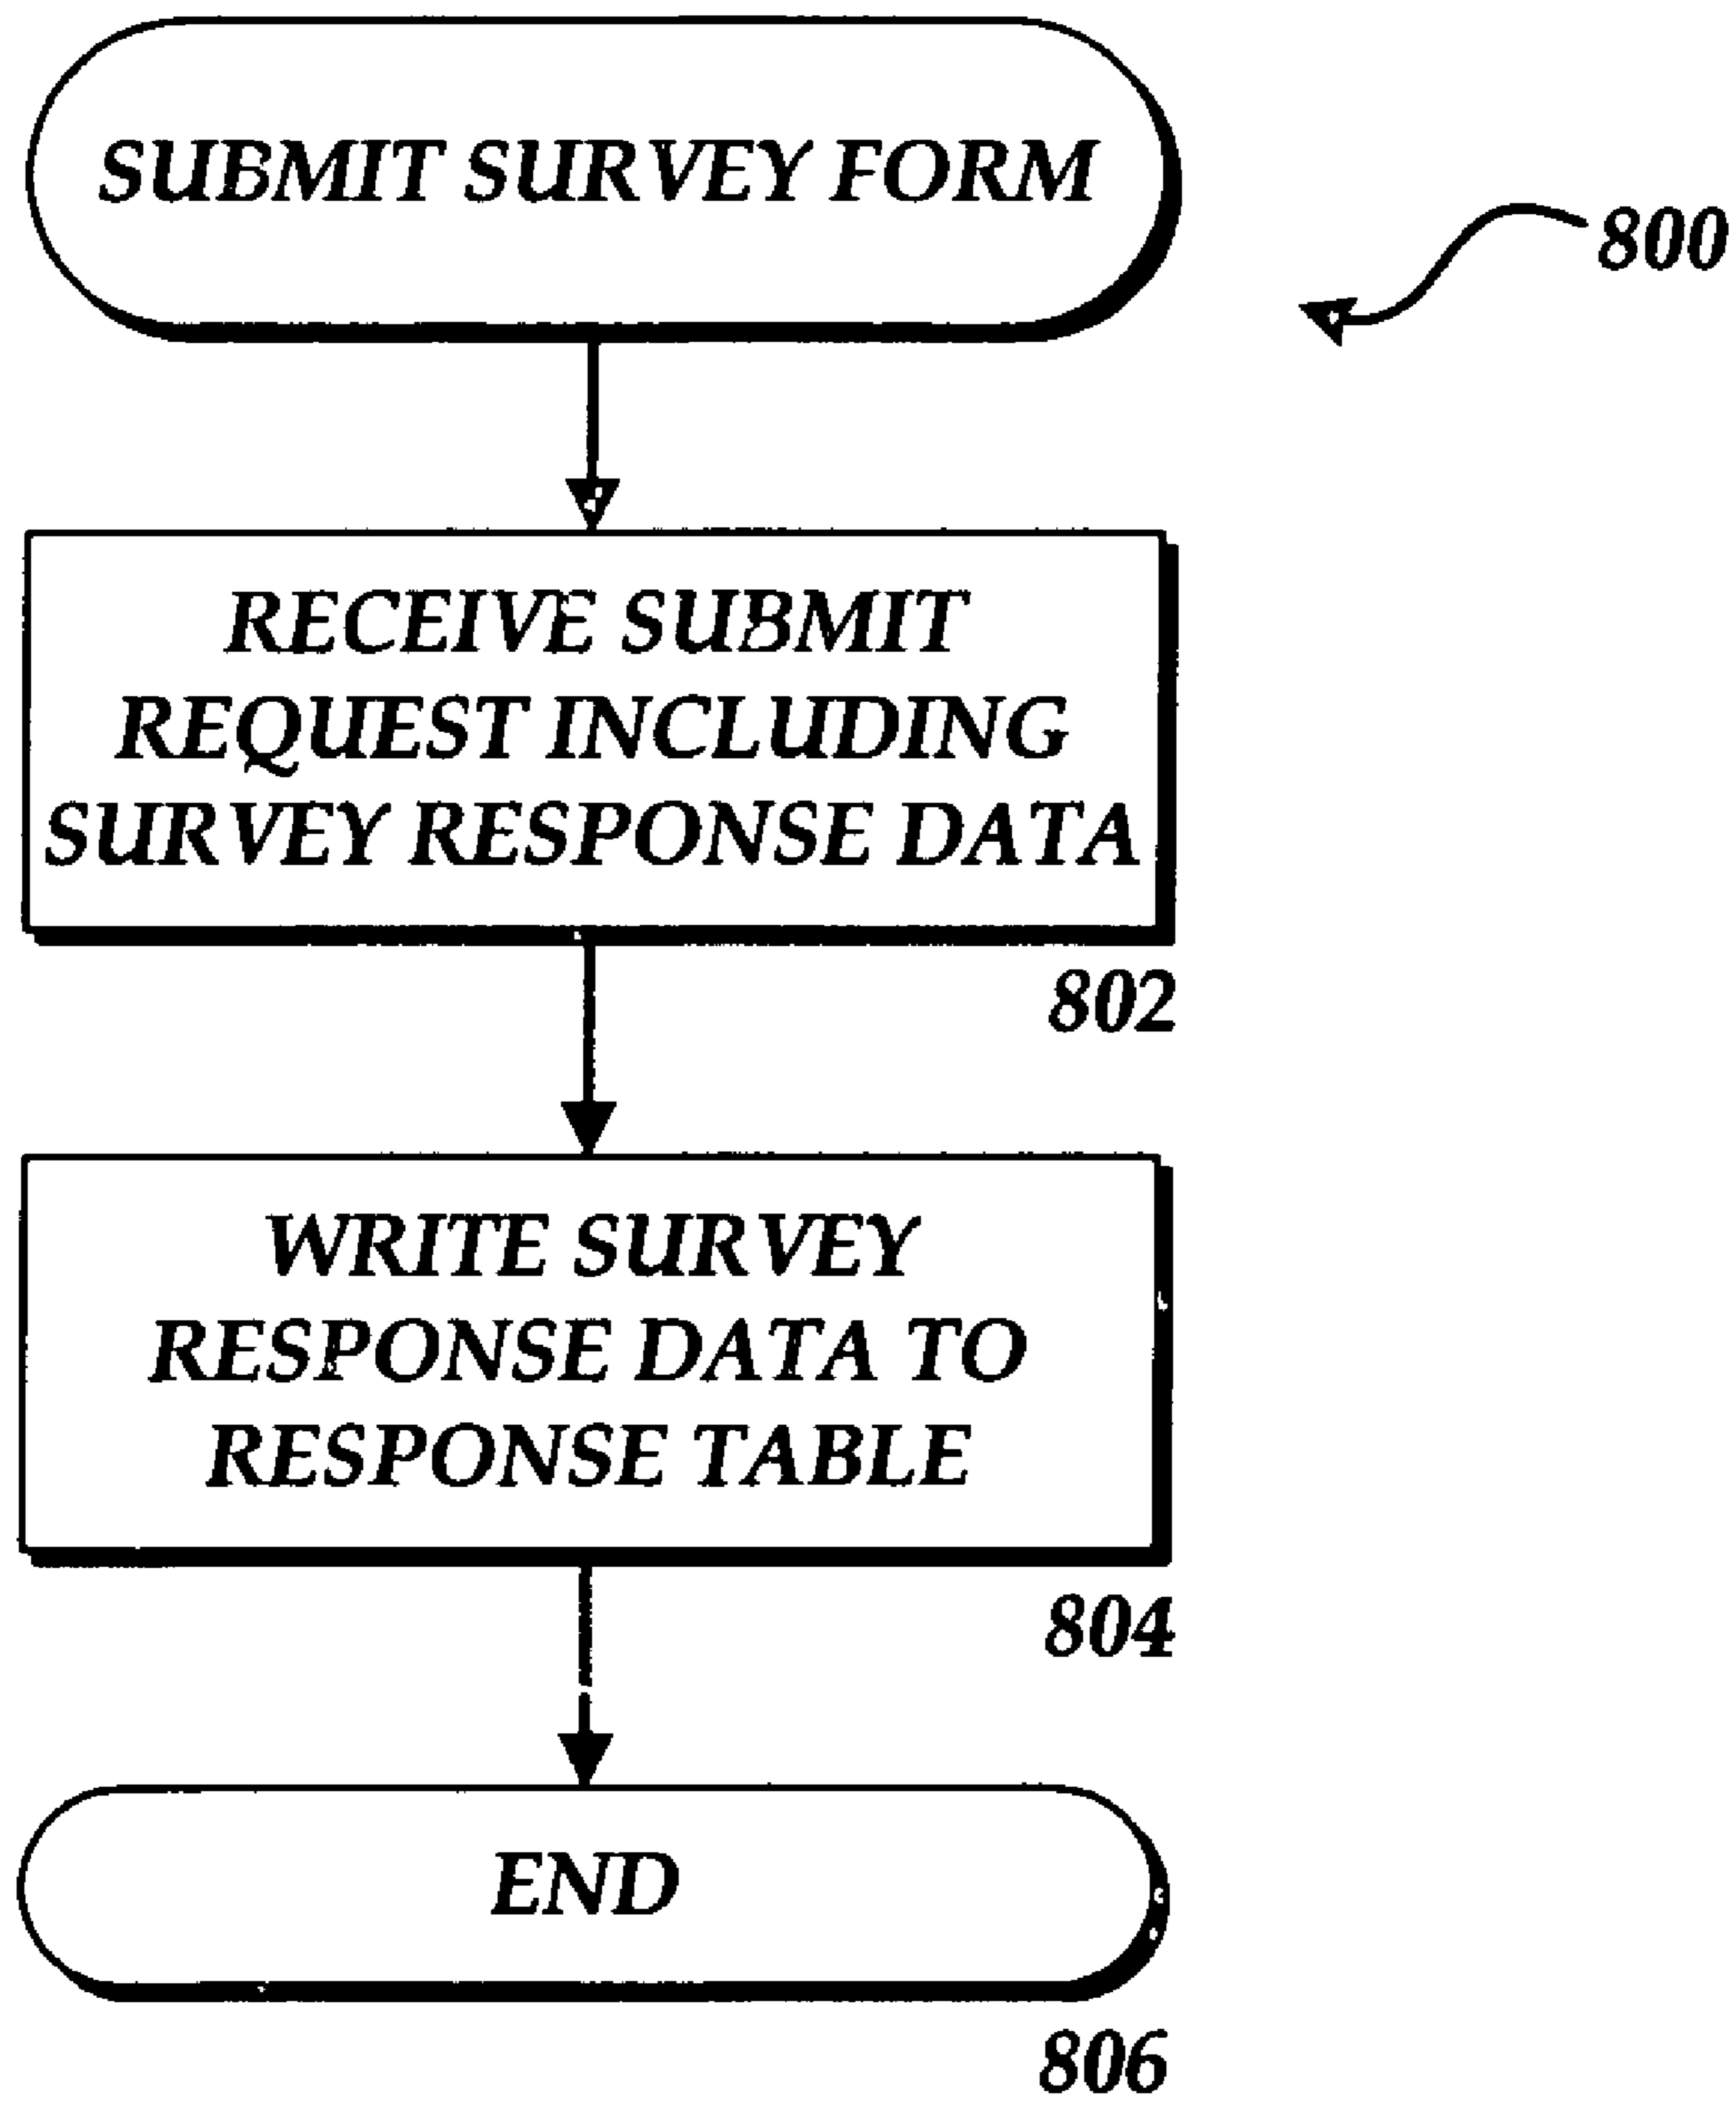 SUBMIT SURVEY FORM
800
RECEIVE SUBMIT
REQUEST INCLUDING
SURVEY RESPONSE DATA
802
WRITE SURVEY
RESPONSE DATA TO
RESPONSE TABLE
804
END
806